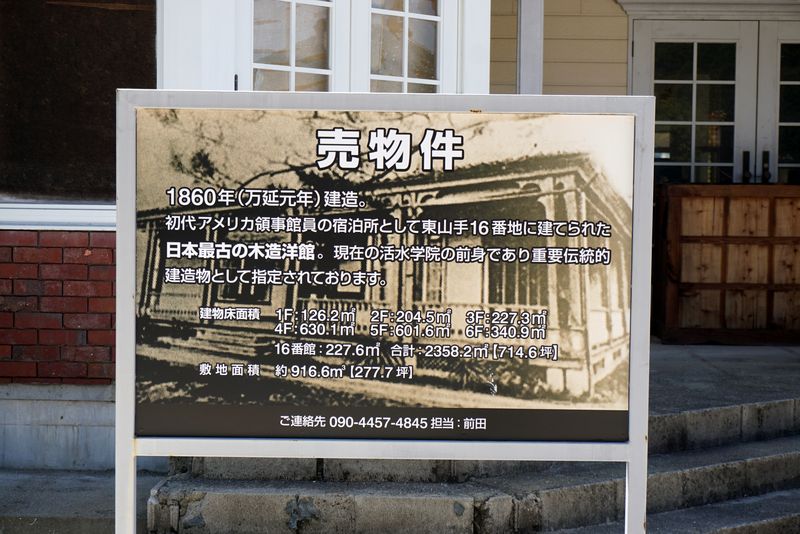 売物件
1860年(万延元年)建造。
初代アメリカ領事館員の宿泊所として東山手16番地に建てられた
日本最古の木造洋館。現在の活水学院の前身であり重要伝統的
建造物として指定されております。
建物床面積 1F:126.2㎡ 2F:204.5㎡ 3F:227.3㎡
4F:630.1㎡ 5F:601.6㎡ 6F:340.9㎡
16番館:227.6㎡ 合計:2358.2㎡[714.6坪]
敷地面積 約916.6㎥[277.7坪]
ご連絡先 090-4457-4845 担当:前田